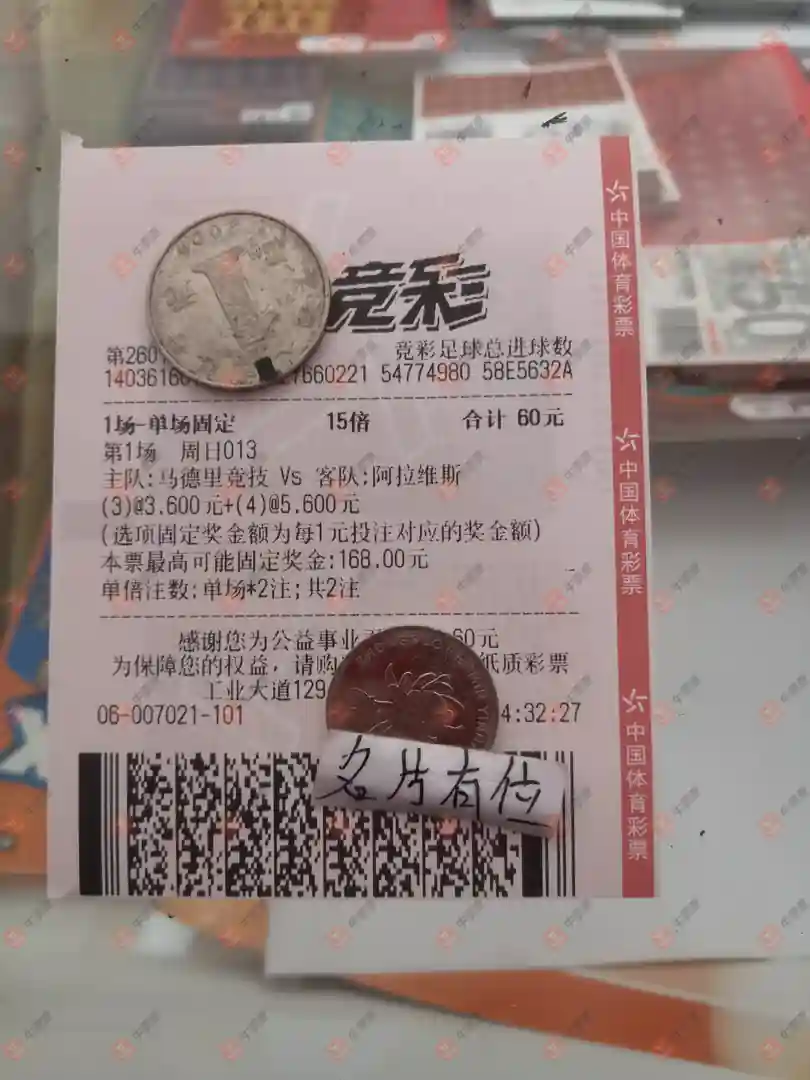 竞彩
第260
竞彩足球总进球数
140361660 7660221 54774980 58E5632A
1场-单场固定 15倍 合计 60元
第1场 周日013
主队:马德里竞技 Vs 客队:阿拉维斯
(3)@3.600元+(4)@5.600元
(选项固定奖金额为每1元投注对应的奖金额)
本票最高可能固定奖金:168.00元
单倍注数:单场*2注;共2注
感谢您为公益事业 60元
为保障您的权益,请购 纸质彩票
工业大道129
06-007021-101 4:32:27
名片有位
中国体育彩票
中国体育彩票
中国体育彩票